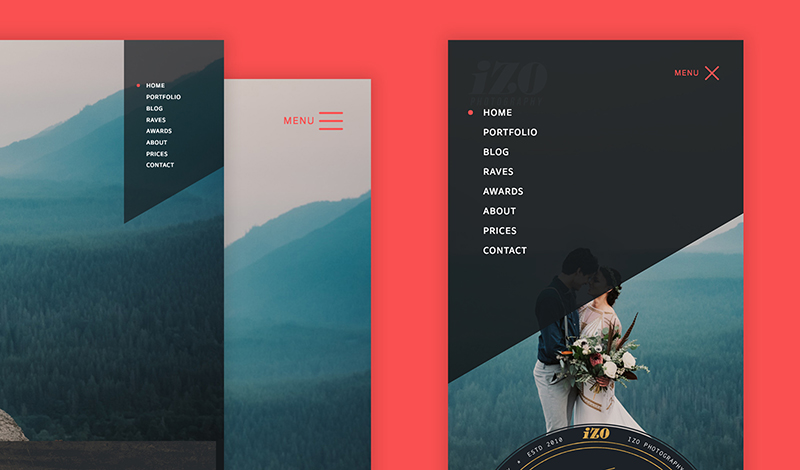 HOME
PORTFOLIO
BLOG
RAVES
AWARDS
ABOUT
PRICES
CONTACT
MENU
iZO
PHOTOGRAPHY
MENU
HOME
PORTFOLIO
BLOG
RAVES
AWARDS
ABOUT
PRICES
CONTACT
ESTD 2010
iZO
IZO PHOTOGRAPHY